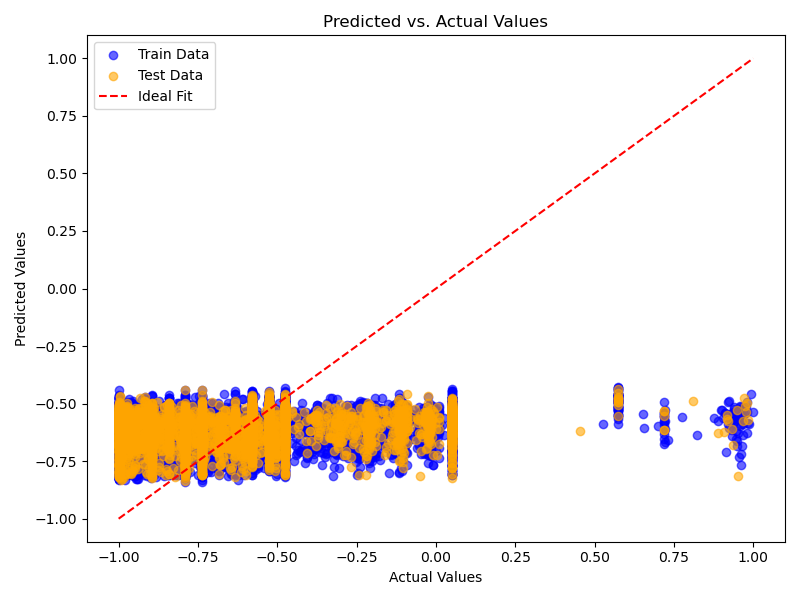 Predicted vs. Actual Values
Train Data
Test Data
Ideal Fit
1.00
0.75
0.50
0.25
0.00
−0.25
−0.50
−0.75
−1.00
Predicted Values
−1.00 −0.75 −0.50 −0.25 0.00 0.25 0.50 0.75 1.00
Actual Values